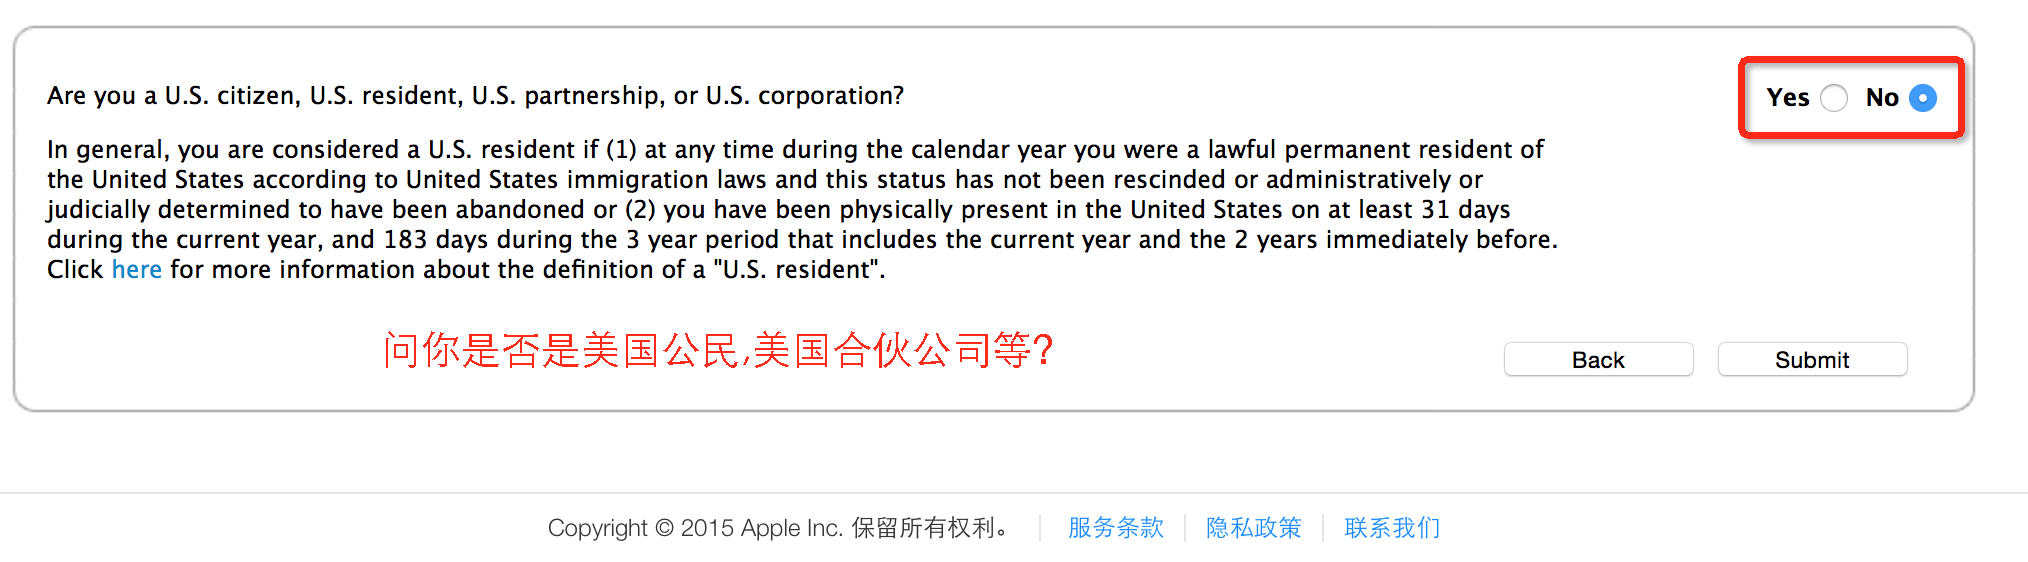 Are you a U.S. citizen, U.S. resident, U.S. partnership, or U.S. corporation?
Yes No
In general, you are considered a U.S. resident if (1) at any time during the calendar year you were a lawful permanent resident of
the United States according to United States immigration laws and this status has not been rescinded or administratively or
judicially determined to have been abandoned or (2) you have been physically present in the United States on at least 31 days
during the current year, and 183 days during the 3 year period that includes the current year and the 2 years immediately before.
Click here for more information about the definition of a "U.S. resident".
问你是否是美国公民,美国合伙公司等?
Back Submit
Copyright © 2015 Apple Inc. 保留所有权利。 服务条款 隐私政策 联系我们